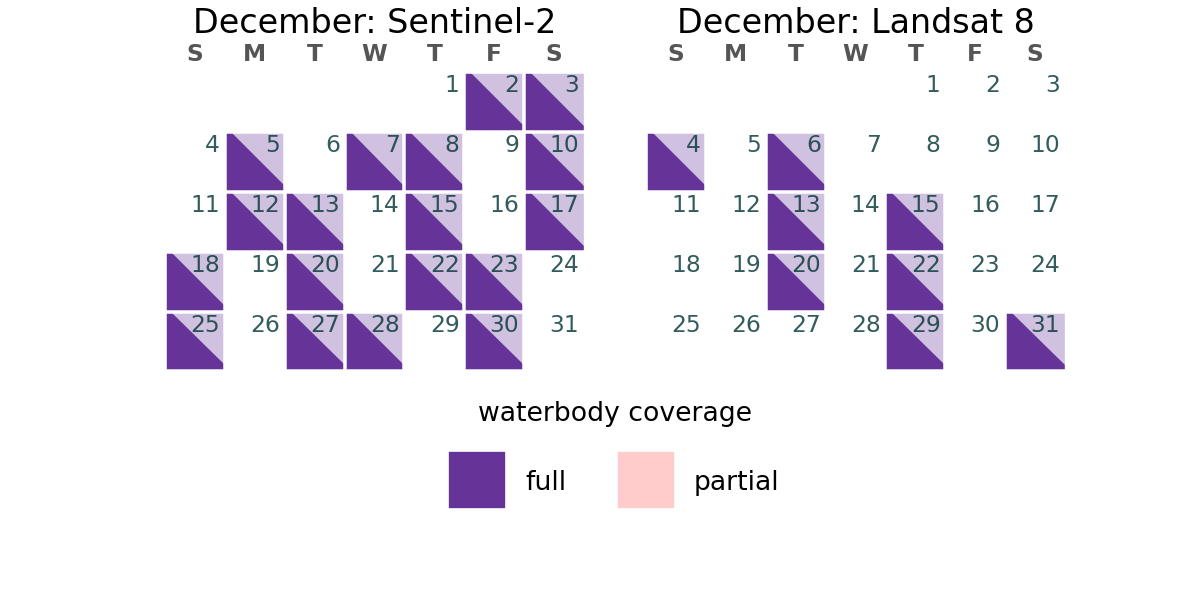 December: Sentinel-2
S M T W T F S
1 2 3
4 5 6 7 8 9 10
11 12 13 14 15 16 17
18 19 20 21 22 23 24
25 26 27 28 29 30 31
December: Landsat 8
S M T W T F S
1 2 3
4 5 6 7 8 9 10
11 12 13 14 15 16 17
18 19 20 21 22 23 24
25 26 27 28 29 30 31
waterbody coverage
full
partial